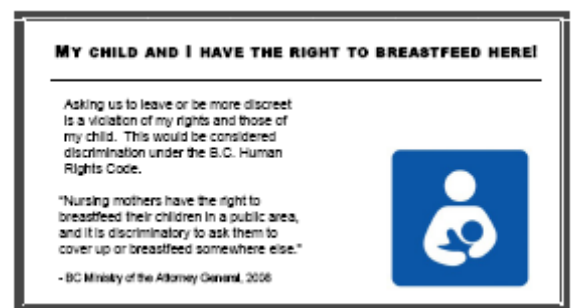 MY CHILD AND I HAVE THE RIGHT TO BREASTFEED HERE!
Asking us to leave or be more discreet
is a violation of my rights and those of
my child. This would be considered
discrimination under the B.C. Human
Rights Code.
"Nursing mothers have the right to
breastfeed their children in a public area,
and it is discriminatory to ask them to
cover up or breastfeed somewhere else."
- BC Ministry of the Attorney General, 2008